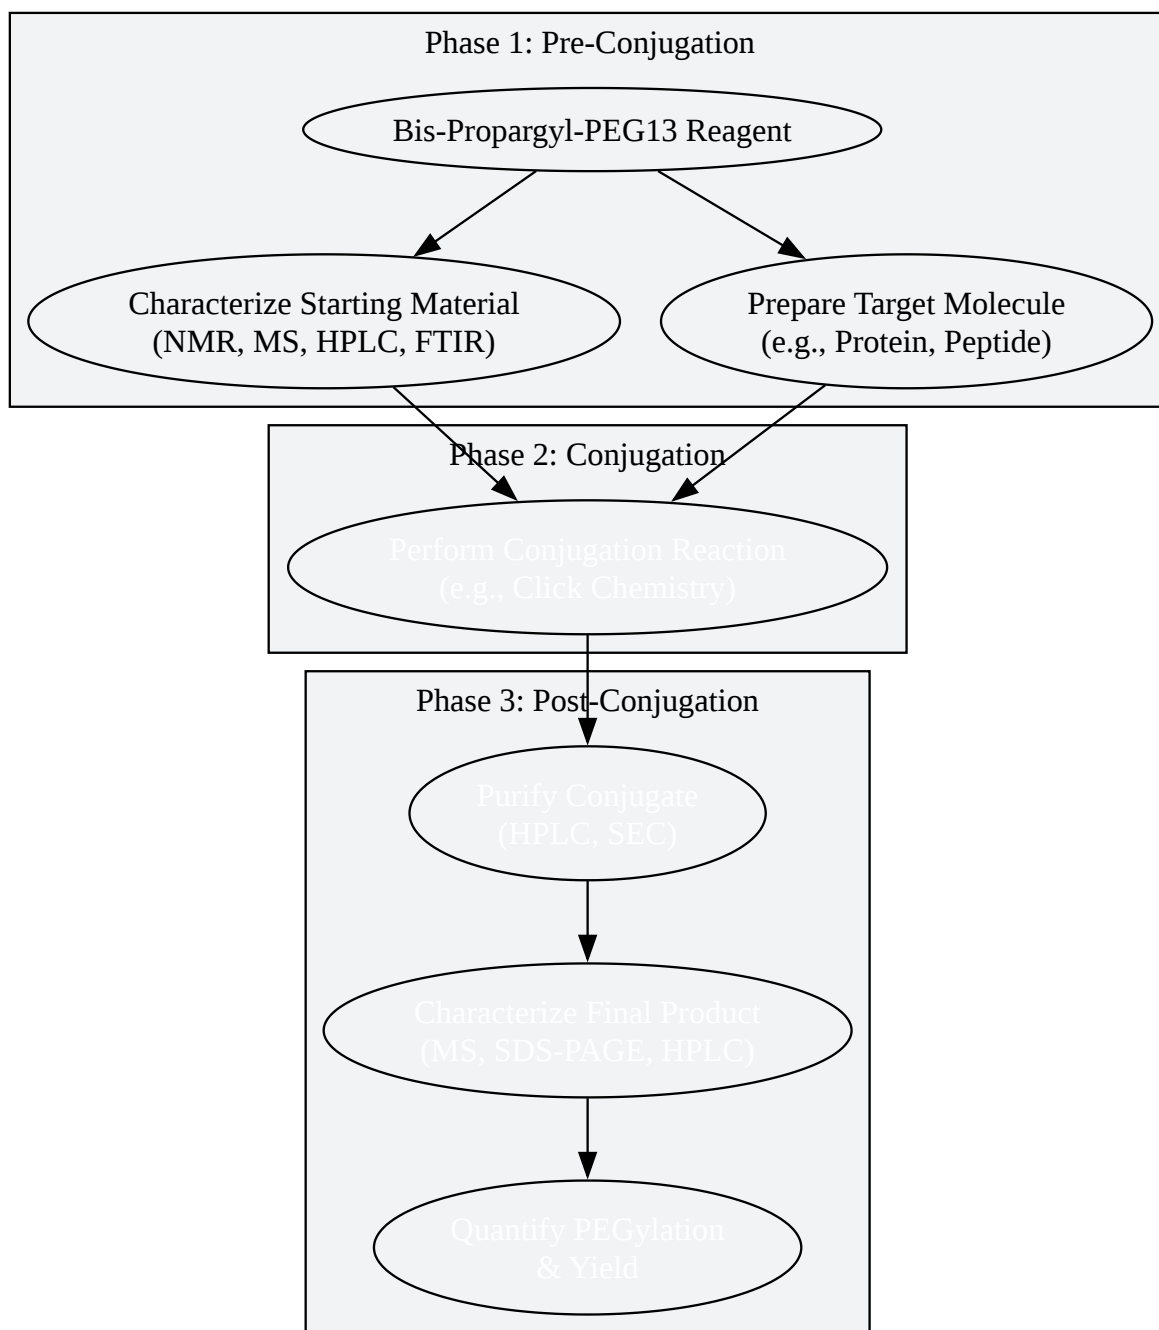 Phase 1: Pre-Conjugation
Bis-Propargyl-PEG13 Reagent
Characterize Starting Material
(NMR, MS, HPLC, FTIR)
Prepare Target Molecule
(e.g., Protein, Peptide)
Phase 2: Conjugation
Perform Conjugation Reaction
(e.g., Click Chemistry)
Phase 3: Post-Conjugation
Purify Conjugate
(HPLC, SEC)
Characterize Final Product
(MS, SDS-PAGE, HPLC)
Quantify PEGylation
& Yield